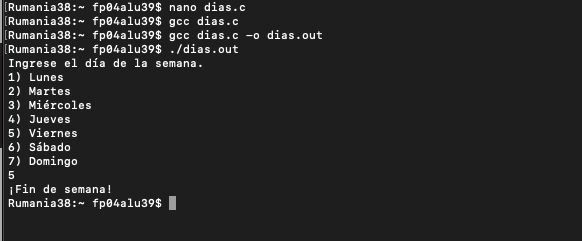 [Rumania38:~ fp04alu39$ nano dias.c
[Rumania38:~ fp04alu39$ gcc dias.c
[Rumania38:~ fp04alu39$ gcc dias.c -o dias.out
[Rumania38:~ fp04alu39$ ./dias.out
Ingrese el día de la semana.
1) Lunes
2) Martes
3) Miércoles
4) Jueves
5) Viernes
6) Sábado
7) Domingo
5
¡Fin de semana!
Rumania38:~ fp04alu39$